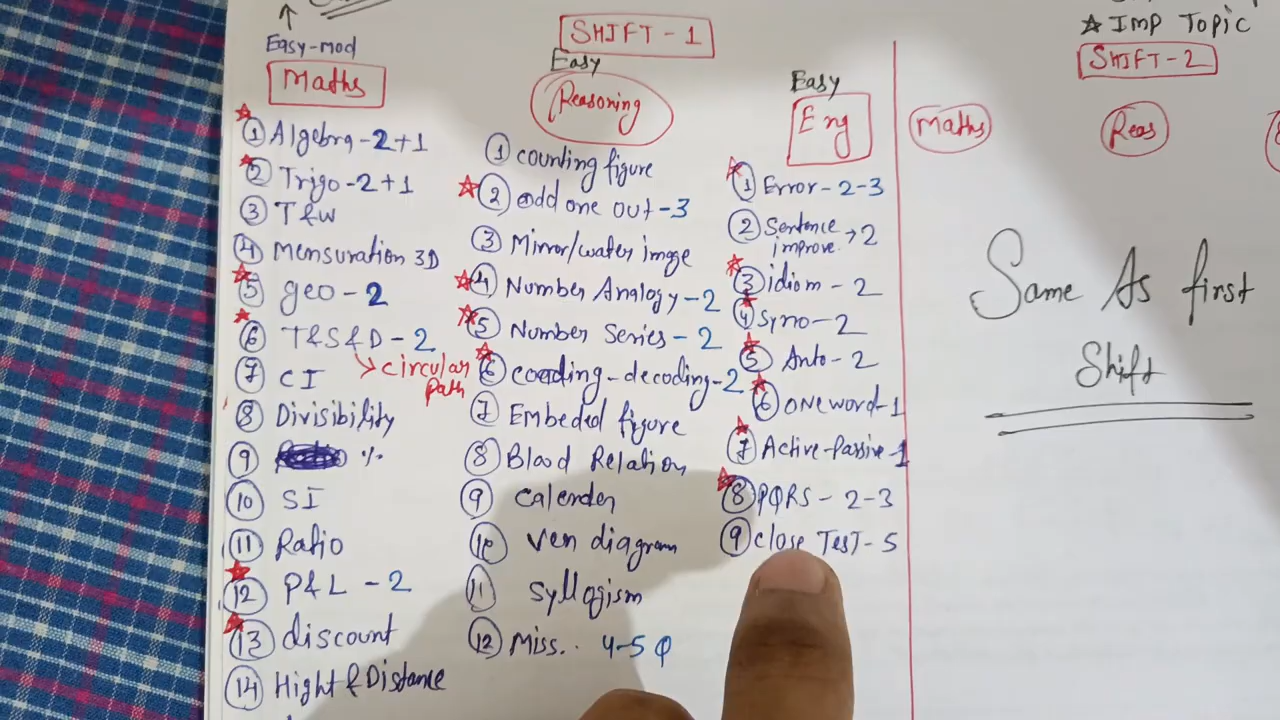 Easy-mod
SHIFT - 1
Maths
① Algebra - 2+1
② Trigo - 2+1
③ T&W
④ Mensuration 3D
⑤ geo - 2
⑥ T&S&D - 2
> circular
path
⑦ CI
⑧ Divisibility
⑨ %
⑩ SI
⑪ Ratio
⑫ P&L - 2
⑬ discount
⑭ Hight & Distance
Easy
Reasoning
① counting figure
② odd one out - 3
③ Mirror/water imge
④ Number Analogy - 2
⑤ Number Series - 2
⑥ coading-decoding - 2
⑦ Embeded figure
⑧ Blood Relation
⑨ calender
⑩ ven diagram
⑪ syllogism
⑫ Miss.. 4-5 Q
Easy
Eng
① Error - 2-3
② Sentence
improve → 2
③ idiom - 2
④ Syno - 2
⑤ Anto - 2
⑥ oneword - 1
⑦ Active-Passive - 1
⑧ PQRS - 2-3
⑨ close TesT - 5
☆ Imp Topic
SHIFT - 2
Maths
Reas
Same As first
Shift